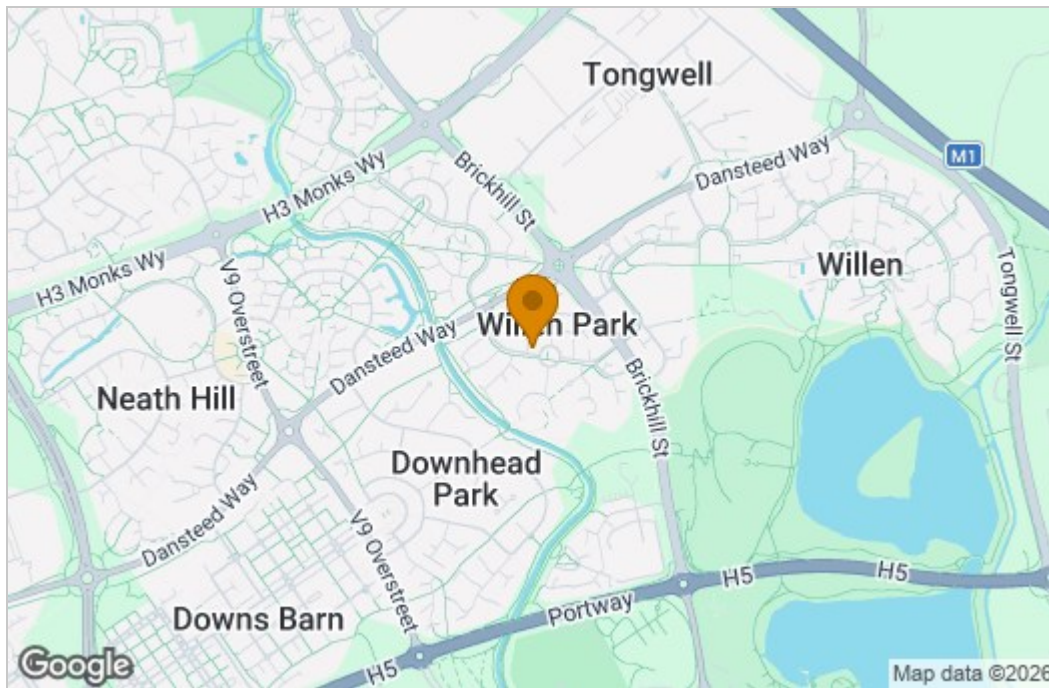 Tongwell
M1
H3 Monks Wy
Brickhill St
Dansteed Way
H3 Monks Wy
V9 Overstreet
Willen
Tongwell St
Willen Park
Dansteed Way
Neath Hill
Brickhill St
Downhead
Park
V9 Overstreet
Dansteed Way
H5
H5
Portway
Downs Barn
H5
Google
Map data ©2026